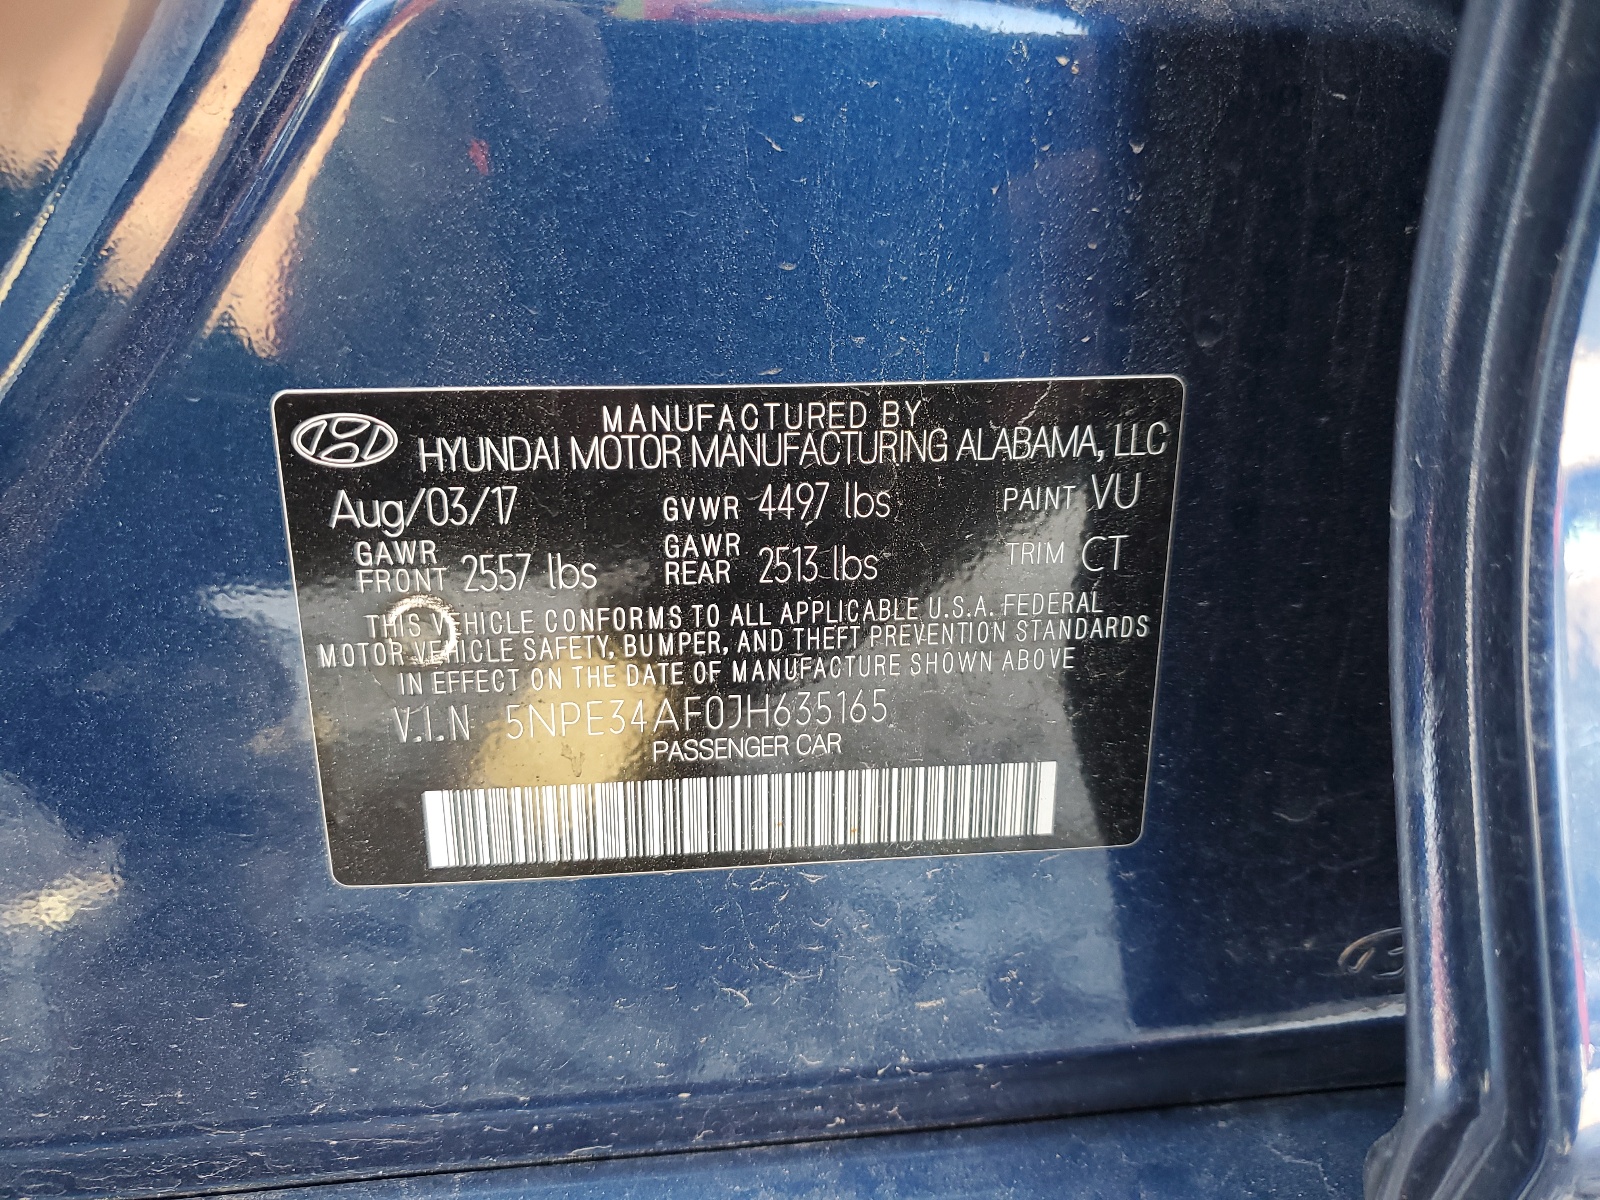 MANUFACTURED BY
HYUNDAI MOTOR MANUFACTURING ALABAMA, LLC
Aug/03/17 GVWR 4497 lbs PAINT VU
GAWR FRONT 2557 lbs GAWR REAR 2513 lbs TRIM CT
THIS VEHICLE CONFORMS TO ALL APPLICABLE U.S.A. FEDERAL
MOTOR VEHICLE SAFETY, BUMPER, AND THEFT PREVENTION STANDARDS
IN EFFECT ON THE DATE OF MANUFACTURE SHOWN ABOVE
V.I.N 5NPE34AF0JH635165
PASSENGER CAR